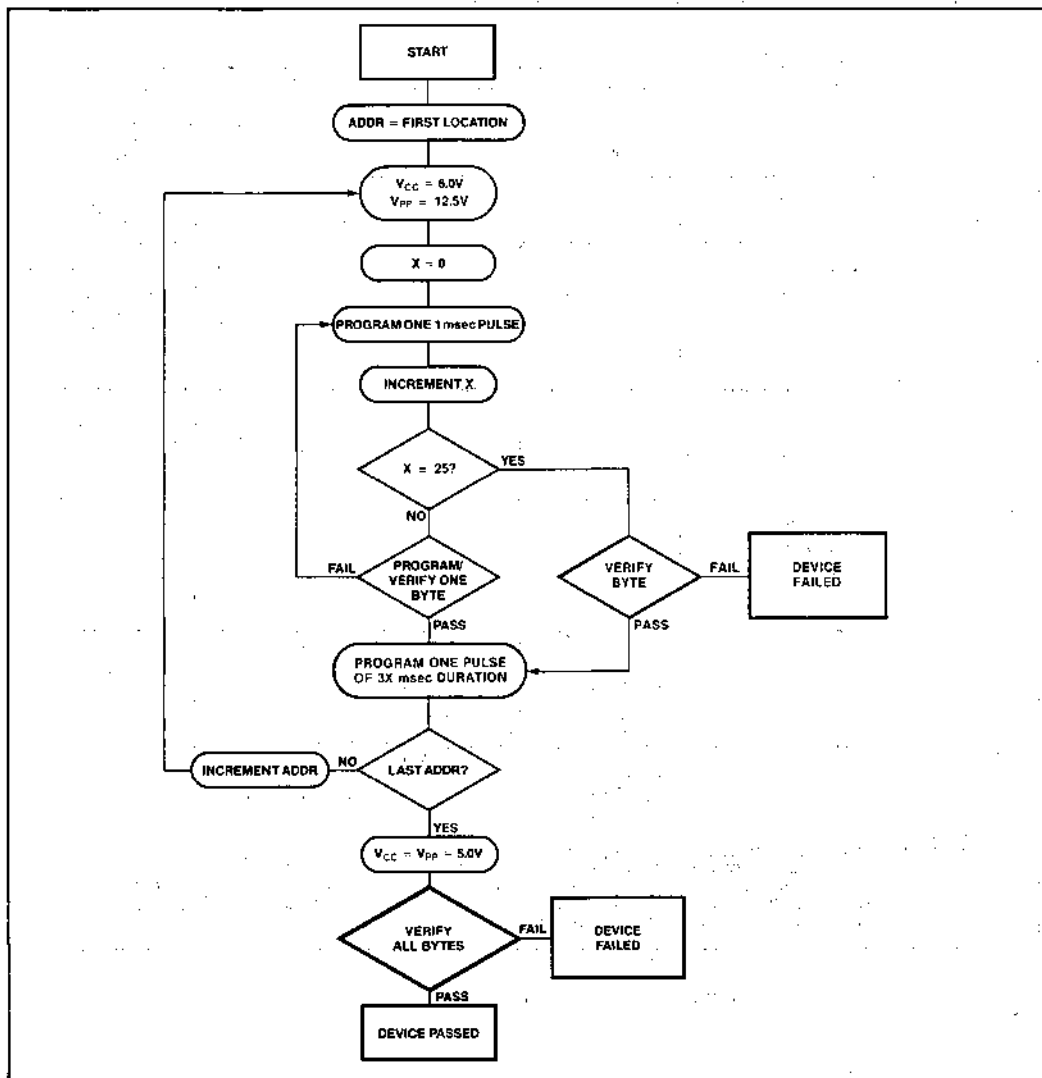 START
ADDR = FIRST LOCATION
VCC = 6.0V
VPP = 12.5V
X = 0
PROGRAM ONE 1msec PULSE
INCREMENT X
X = 25?
YES
NO
FAIL
PROGRAM/
VERIFY ONE
BYTE
PASS
VERIFY
BYTE
FAIL
DEVICE
FAILED
PASS
PROGRAM ONE PULSE
OF 3X msec DURATION
INCREMENT ADDR
NO
LAST ADDR?
YES
VCC = VPP = 5.0V
VERIFY
ALL BYTES
FAIL
DEVICE
FAILED
PASS
DEVICE PASSED